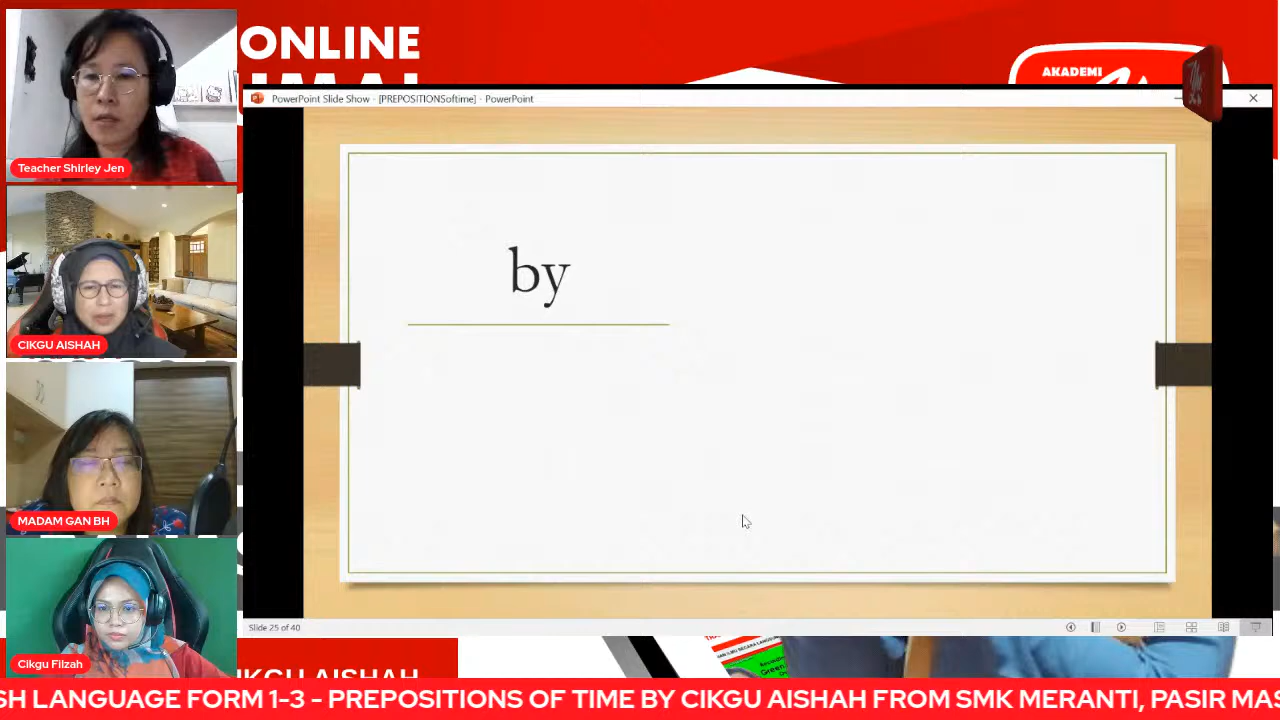 ONLINE
AKADEMI
Teacher Shirley Jen
PowerPoint Slide Show - [PREPOSITIONSoftime] - PowerPoint
by
CIKGU AISHAH
MADAM GAN BH
Cikgu Filzah
Slide 25 of 40
SH LANGUAGE FORM 1-3 - PREPOSITIONS OF TIME BY CIKGU AISHAH FROM SMK MERANTI, PASIR MAS